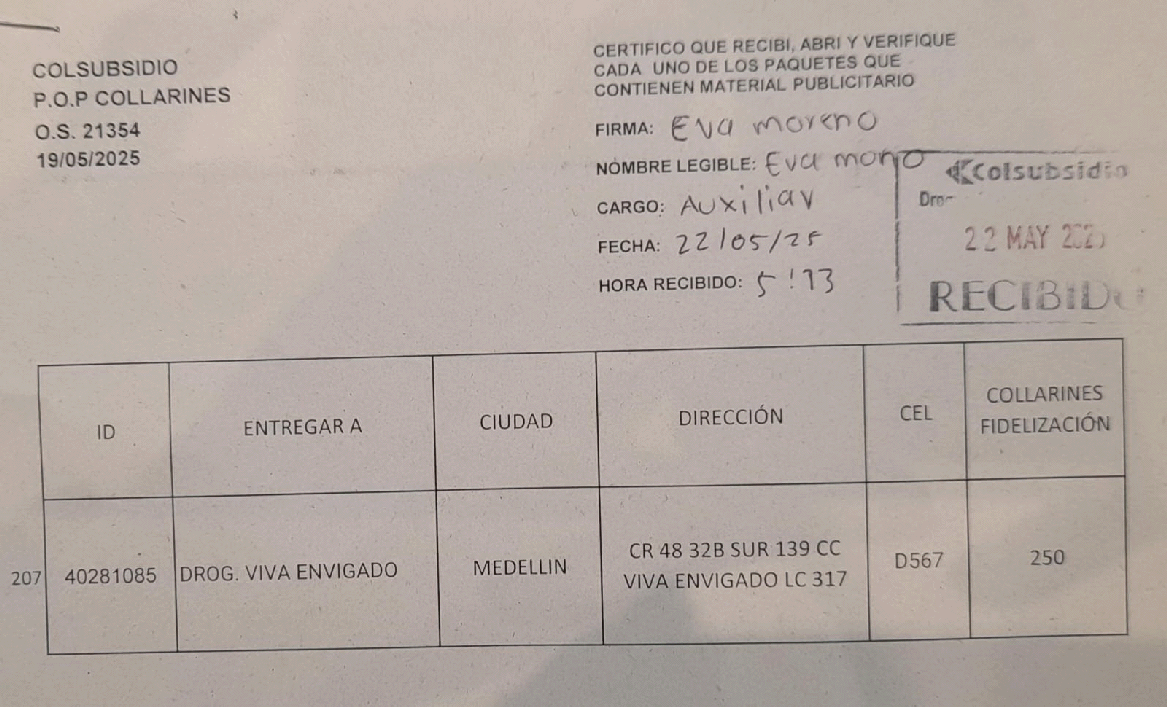 COLSUBSIDIO
P.O.P COLLARINES
O.S. 21354
19/05/2025
CERTIFICO QUE RECIBI, ABRI Y VERIFIQUE
CADA UNO DE LOS PAQUETES QUE
CONTIENEN MATERIAL PUBLICITARIO
FIRMA: Eva moreno
NOMBRE LEGIBLE: Eva
CARGO: Auxiliar
FECHA: 22/05/25
HORA RECIBIDO:
Colsubsidio
22 MAY
RECIBIDO
ID ENTREGAR A CIUDAD DIRECCIÓN CEL COLLARINES FIDELIZACIÓN
207 40281085 DROG. VIVA ENVIGADO MEDELLIN CR 48 32B SUR 139 CC VIVA ENVIGADO LC 317 D567 250